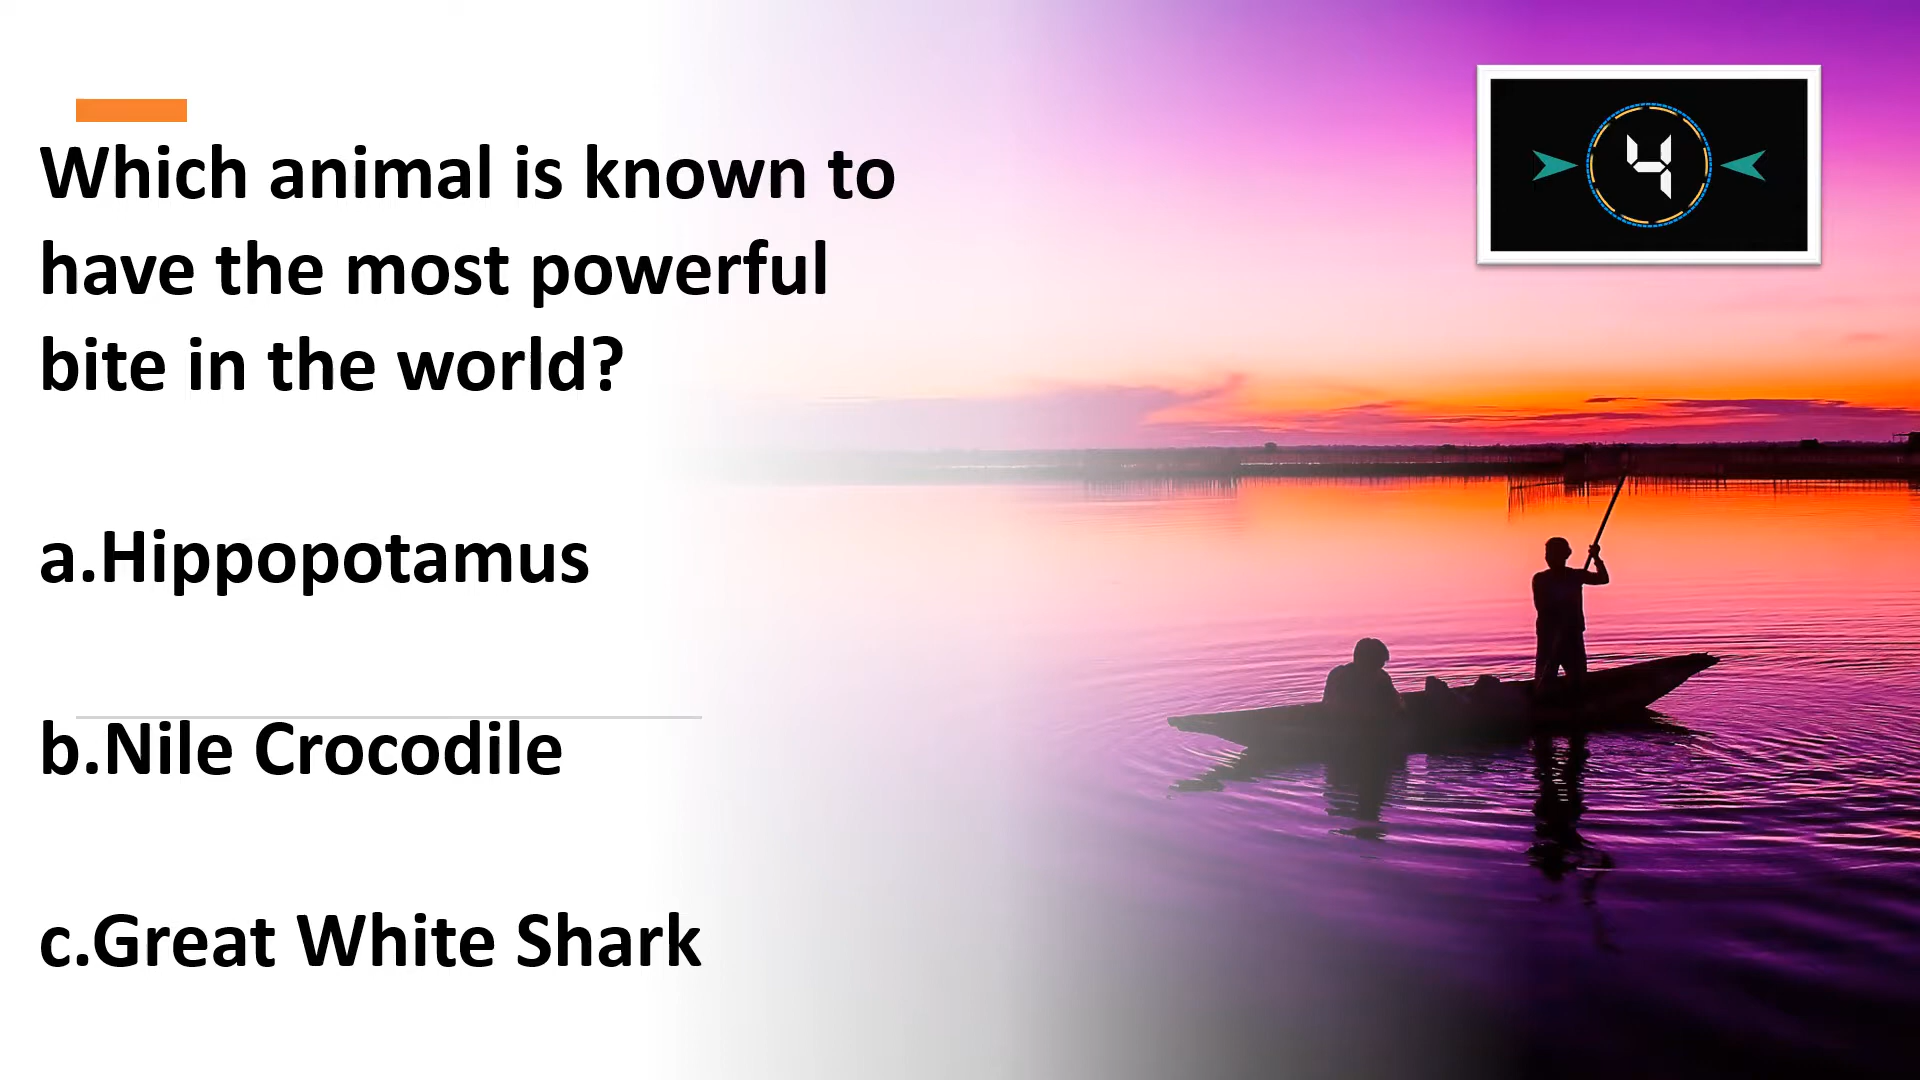 Which animal is known to
have the most powerful
bite in the world?
a.Hippopotamus
b.Nile Crocodile
c.Great White Shark
4